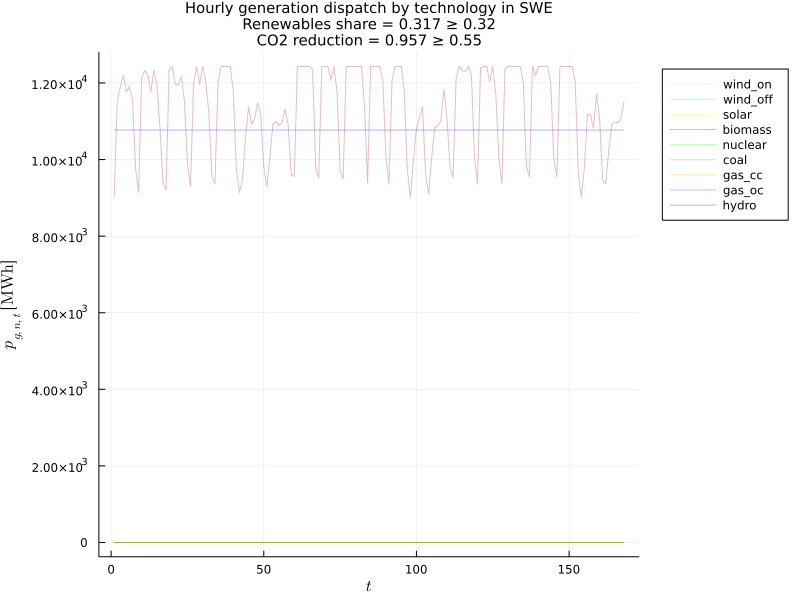 Hourly generation dispatch by technology in SWE
Renewables share = 0.317 ≥ 0.32
CO2 reduction = 0.957 ≥ 0.55
1.20×10⁴
1.00×10⁴
8.00×10³
6.00×10³
4.00×10³
2.00×10³
0
p_{g,n,t} [MWh]
0 50 100 150
t
wind_on
wind_off
solar
biomass
nuclear
coal
gas_cc
gas_oc
hydro